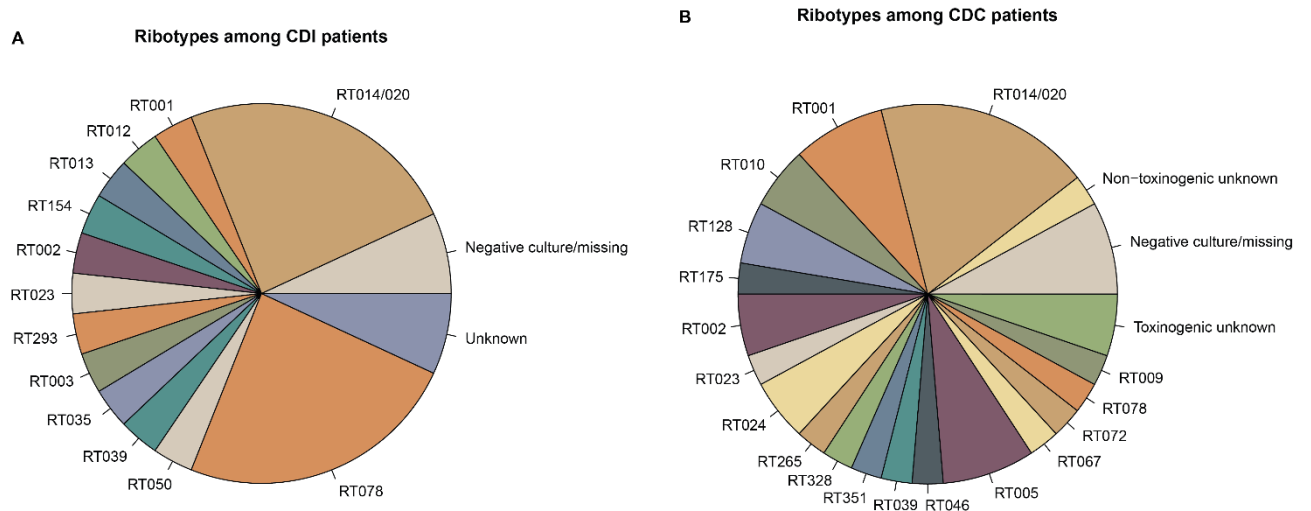 A
Ribotypes among CDI patients
RT014/020
RT001
RT012
RT013
RT154
RT002
RT023
RT293
RT003
RT035
RT039
RT050
RT078
Unknown
Negative culture/missing
B
Ribotypes among CDC patients
RT014/020
RT001
RT010
RT128
RT175
RT002
RT023
RT024
RT265
RT328
RT351
RT039
RT046
RT005
RT067
RT072
RT078
RT009
Toxinogenic unknown
Negative culture/missing
Non−toxinogenic unknown